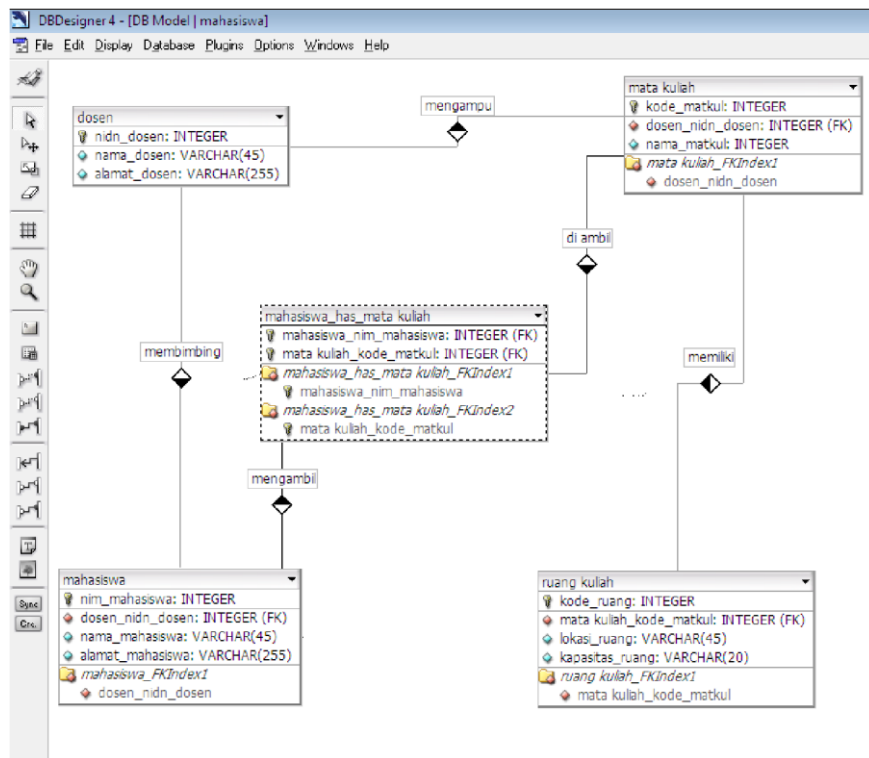 DBDesigner 4 - [DB Model | mahasiswa]
File Edit Display Database Plugins Options Windows Help
mengampu
dosen
nidn_dosen: INTEGER
nama_dosen: VARCHAR(45)
alamat_dosen: VARCHAR(255)
mata kuliah
kode_matkul: INTEGER
dosen_nidn_dosen: INTEGER (FK)
nama_matkul: INTEGER
mata kuliah_FKIndex1
dosen_nidn_dosen
di ambil
mahasiswa_has_mata kuliah
mahasiswa_nim_mahasiswa: INTEGER (FK)
mata kuliah_kode_matkul: INTEGER (FK)
mahasiswa_has_mata kuliah_FKIndex1
mahasiswa_nim_mahasiswa
mahasiswa_has_mata kuliah_FKIndex2
mata kuliah_kode_matkul
membimbing
memiliki
mengambil
mahasiswa
nim_mahasiswa: INTEGER
dosen_nidn_dosen: INTEGER (FK)
nama_mahasiswa: VARCHAR(45)
alamat_mahasiswa: VARCHAR(255)
mahasiswa_FKIndex1
dosen_nidn_dosen
ruang kuliah
kode_ruang: INTEGER
mata kuliah_kode_matkul: INTEGER (FK)
lokasi_ruang: VARCHAR(45)
kapasitas_ruang: VARCHAR(20)
ruang kuliah_FKIndex1
mata kuliah_kode_matkul
Sync